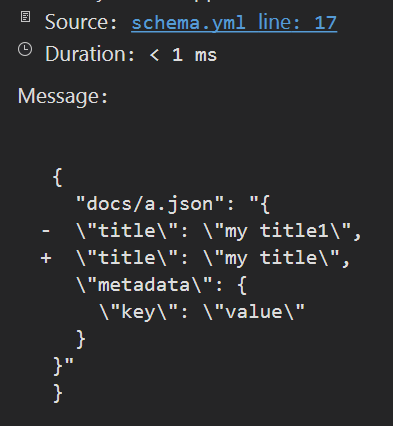 Source: schema.yml line: 17
Duration: < 1 ms
Message:
{
"docs/a.json": "{
- \"title\": \"my title1\",
+ \"title\": \"my title\",
\"metadata\": {
\"key\": \"value\"
}
}"
}